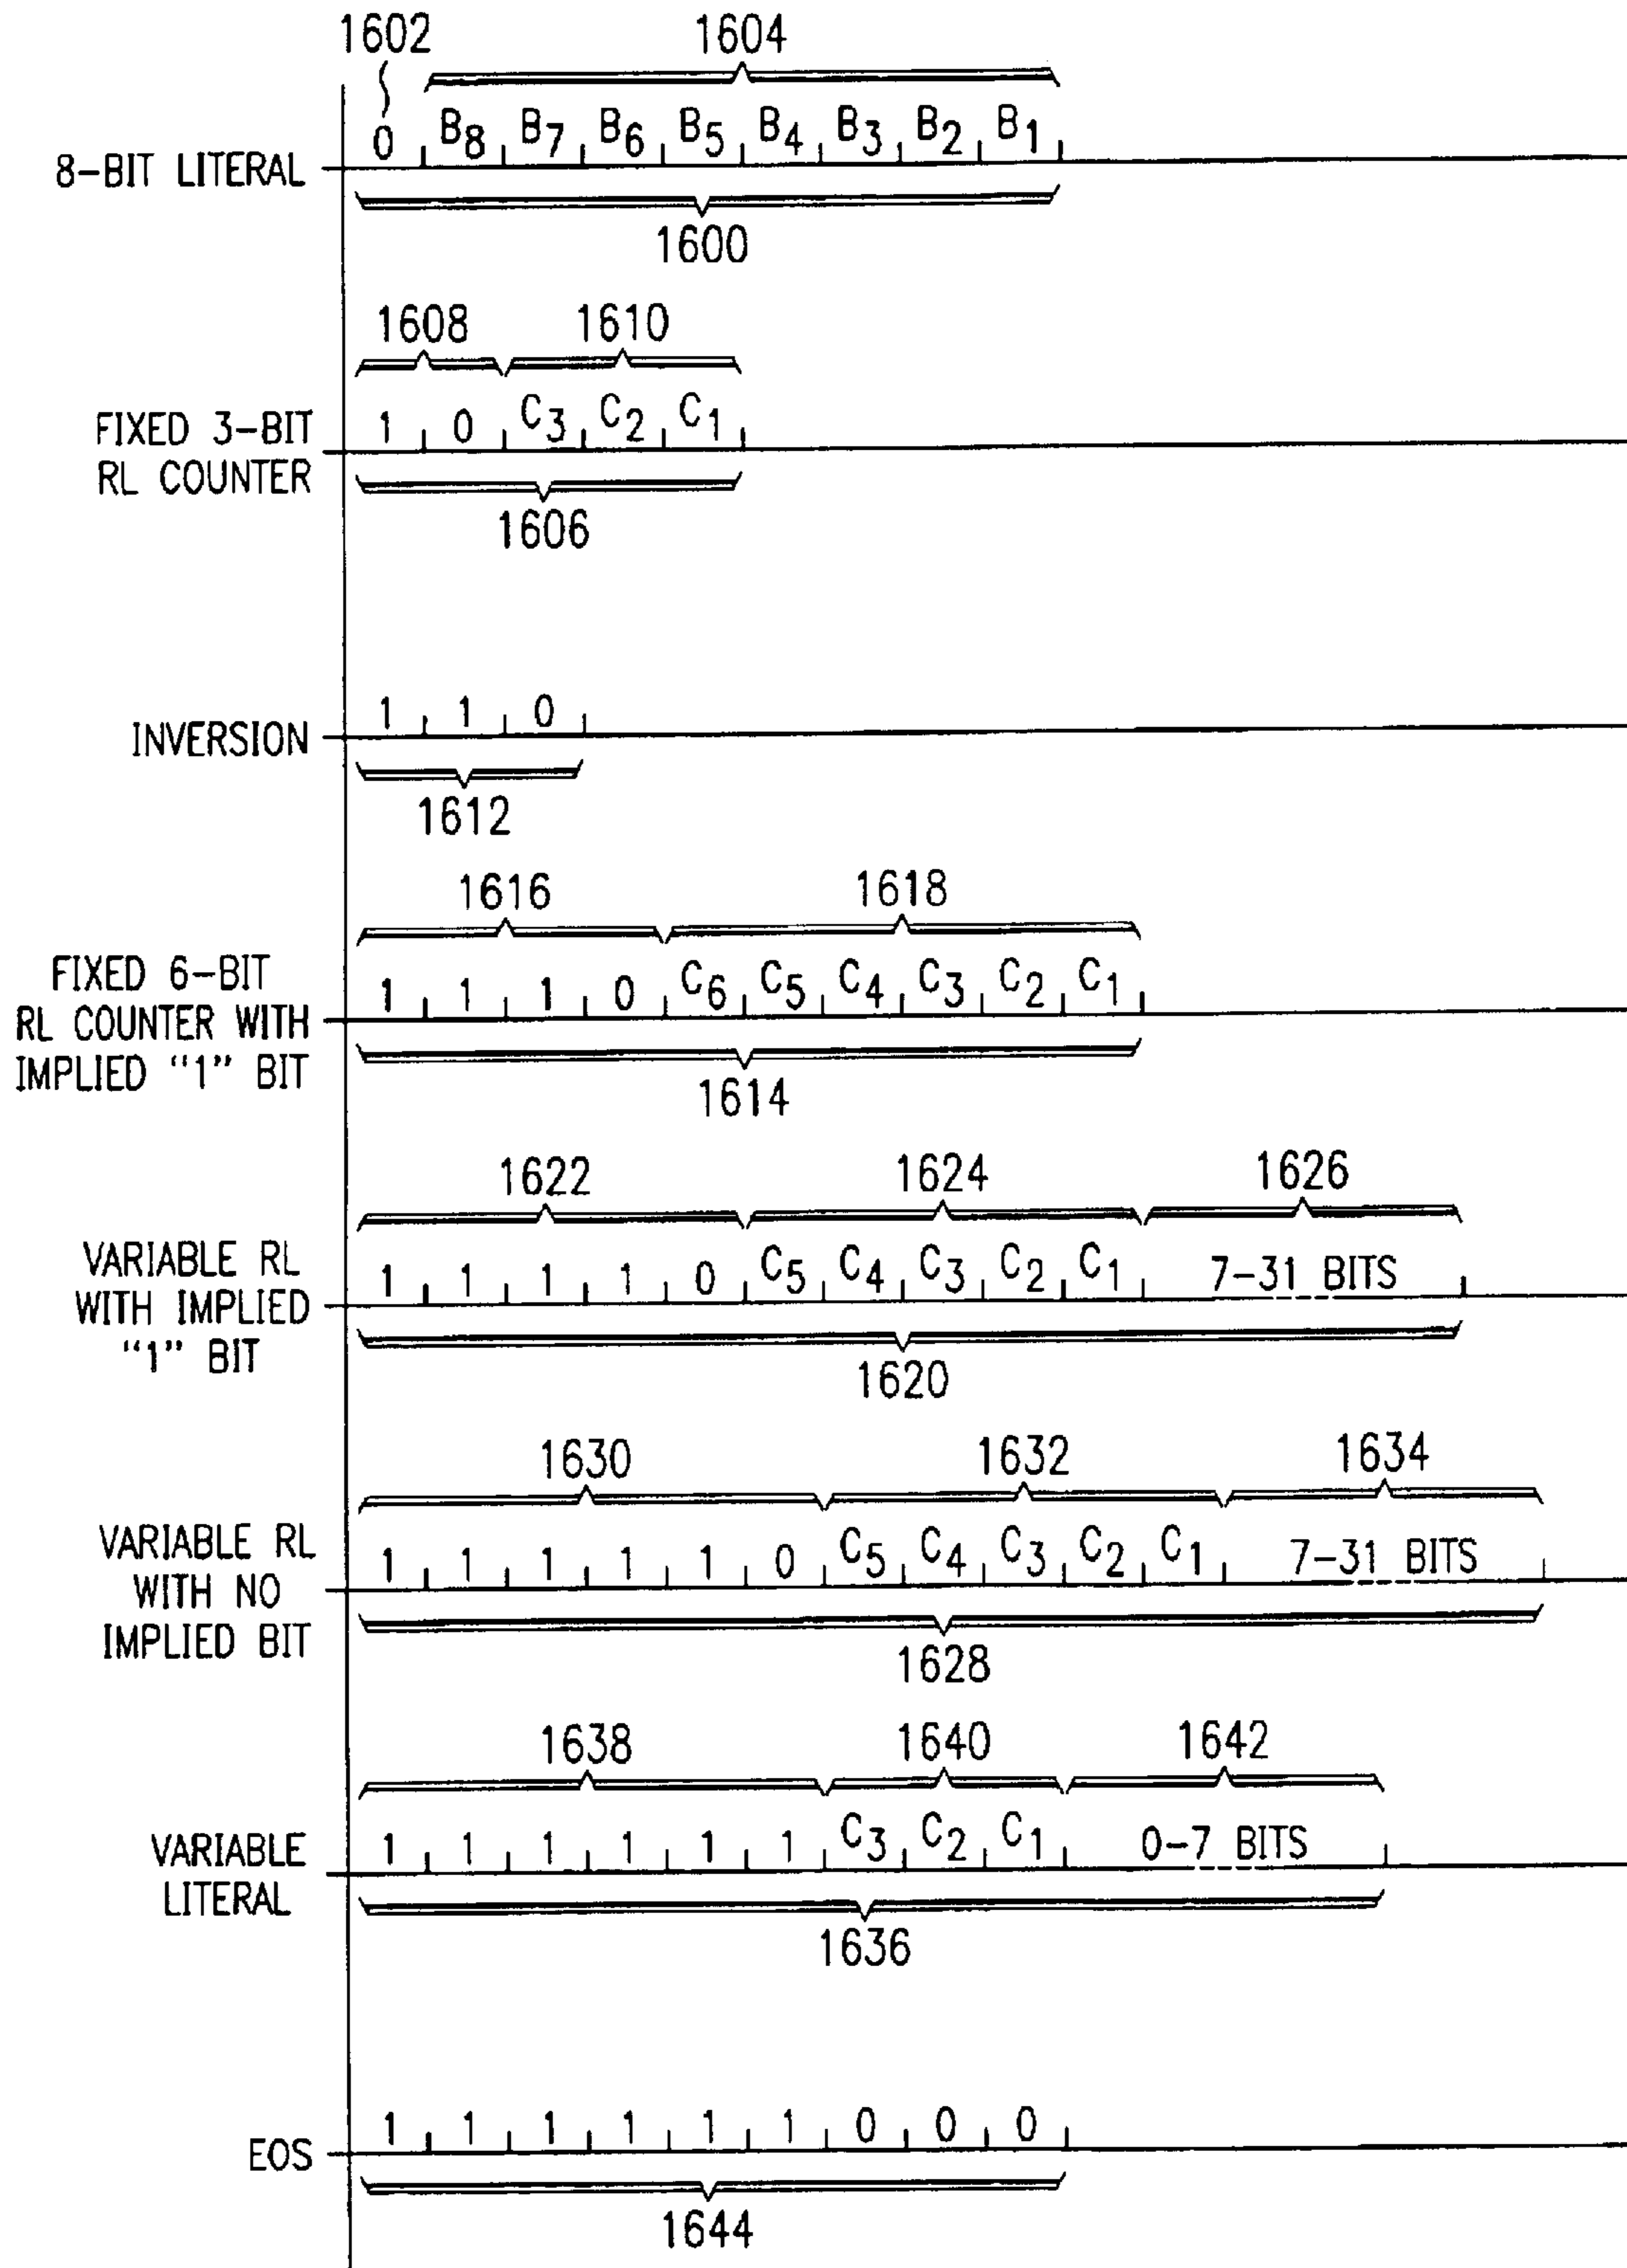 1602 1604
8-BIT LITERAL 0 B8 B7 B6 B5 B4 B3 B2 B1
1600
1608 1610
FIXED 3-BIT
RL COUNTER
1 0 C3 C2 C1
1606
INVERSION 1 1 0
1612
1616 1618
FIXED 6-BIT
RL COUNTER WITH
IMPLIED "1" BIT
1 1 1 0 C6 C5 C4 C3 C2 C1
1614
1622 1624 1626
VARIABLE RL
WITH IMPLIED
"1" BIT
1 1 1 1 0 C5 C4 C3 C2 C1 7-31 BITS
1620
1630 1632 1634
VARIABLE RL
WITH NO
IMPLIED BIT
1 1 1 1 1 0 C5 C4 C3 C2 C1 7-31 BITS
1628
1638 1640 1642
VARIABLE
LITERAL
1 1 1 1 1 1 C3 C2 C1 0-7 BITS
1636
EOS 1 1 1 1 1 1 0 0 0
1644